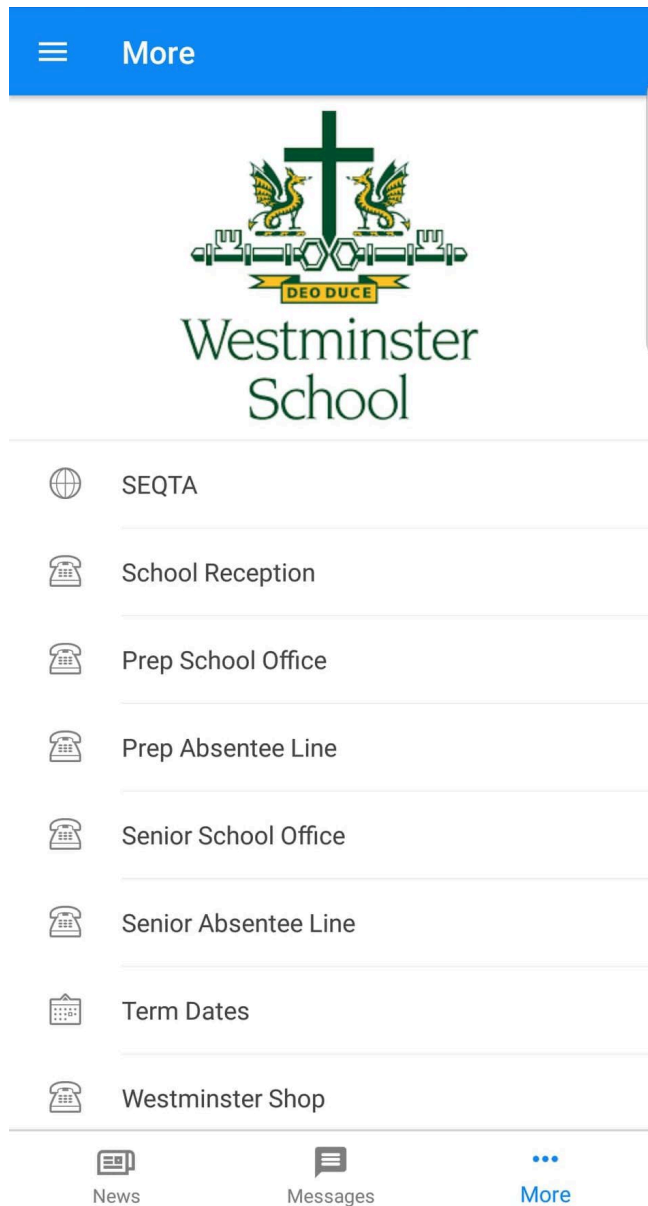 More
DEO DUCE
Westminster
School
SEQTA
School Reception
Prep School Office
Prep Absentee Line
Senior School Office
Senior Absentee Line
Term Dates
Westminster Shop
News
Messages
More